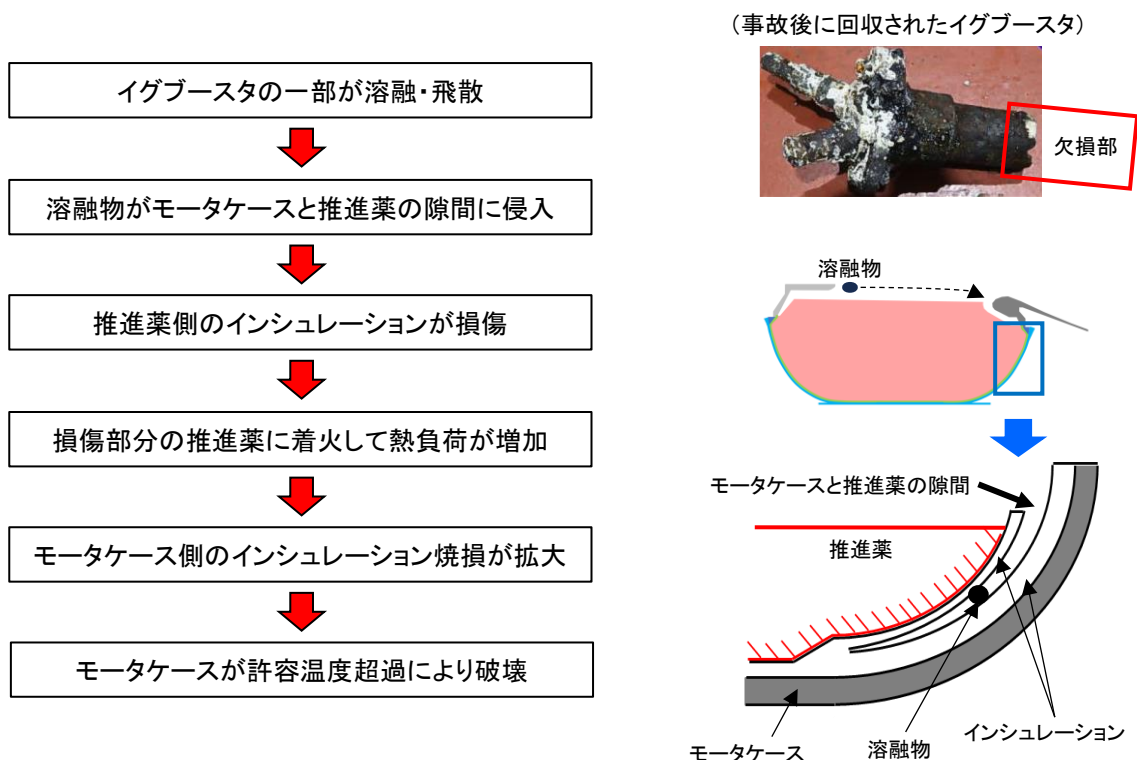 （事故後に回収されたイグブースタ）
イグブースタの一部が溶融・飛散
欠損部
溶融物がモータケースと推進薬の隙間に侵入
溶融物
推進薬側のインシュレーションが損傷
損傷部分の推進薬に着火して熱負荷が増加
モータケースと推進薬の隙間
モータケース側のインシュレーション焼損が拡大
推進薬
モータケースが許容温度超過により破壊
インシュレーション
溶融物
モータケース